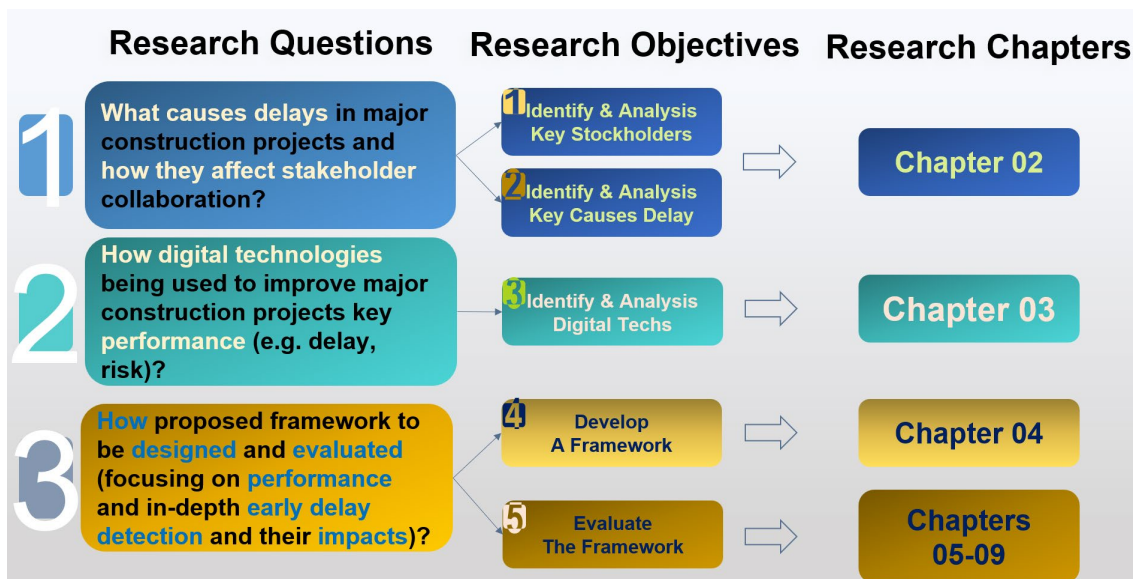 Research Questions
Research Objectives
Research Chapters
1
What causes delays in major
construction projects and
how they affect stakeholder
collaboration?
1
Identify & Analysis
Key Stockholders
2
Identify & Analysis
Key Causes Delay
Chapter 02
2
How digital technologies
being used to improve major
construction projects key
performance (e.g. delay,
risk)?
3
Identify & Analysis
Digital Techs
Chapter 03
3
How proposed framework to
be designed and evaluated
(focusing on performance
and in-depth early delay
detection and their impacts)?
4
Develop
A Framework
Chapter 04
5
Evaluate
The Framework
Chapters
05-09